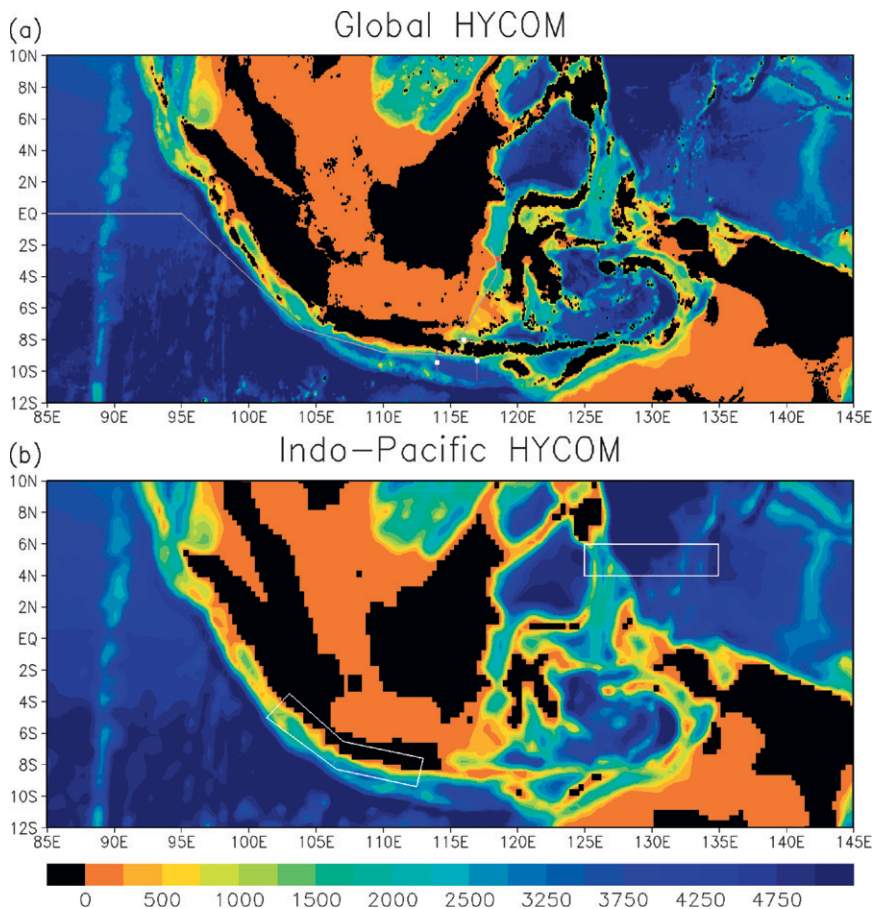 (a) Global HYCOM
10N
8N
6N
4N
2N
EQ
2S
4S
6S
8S
10S
12S
85E 90E 95E 100E 105E 110E 115E 120E 125E 130E 135E 140E 145E
(b) Indo-Pacific HYCOM
10N
8N
6N
4N
2N
EQ
2S
4S
6S
8S
10S
12S
85E 90E 95E 100E 105E 110E 115E 120E 125E 130E 135E 140E 145E
0 500 1000 1500 2000 2500 3250 3750 4250 4750